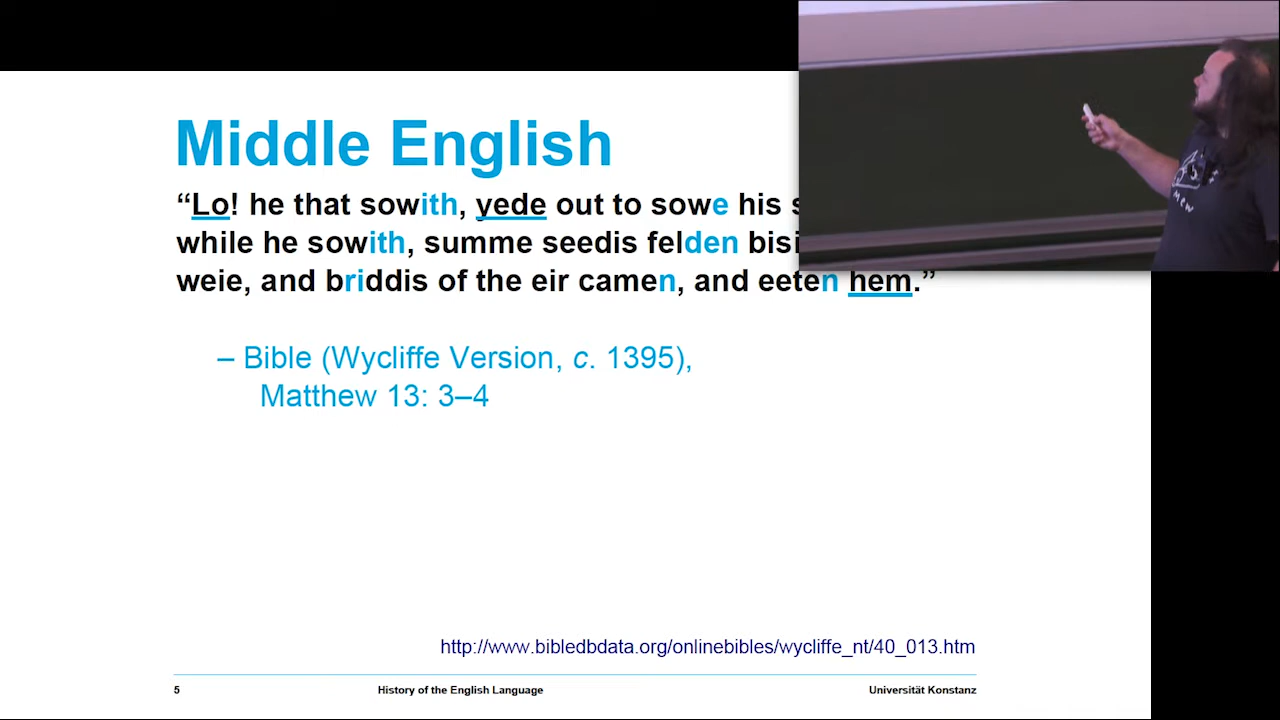 Middle English
“Lo! he that sowith, yede out to sowe his
while he sowith, summe seedis felden
weie, and briddis of the eir camen, and eeten hem.”
– Bible (Wycliffe Version, c. 1395),
Matthew 13: 3–4
http://www.bibledbdata.org/onlinebibles/wycliffe_nt/40_013.htm
5 History of the English Language Universität Konstanz